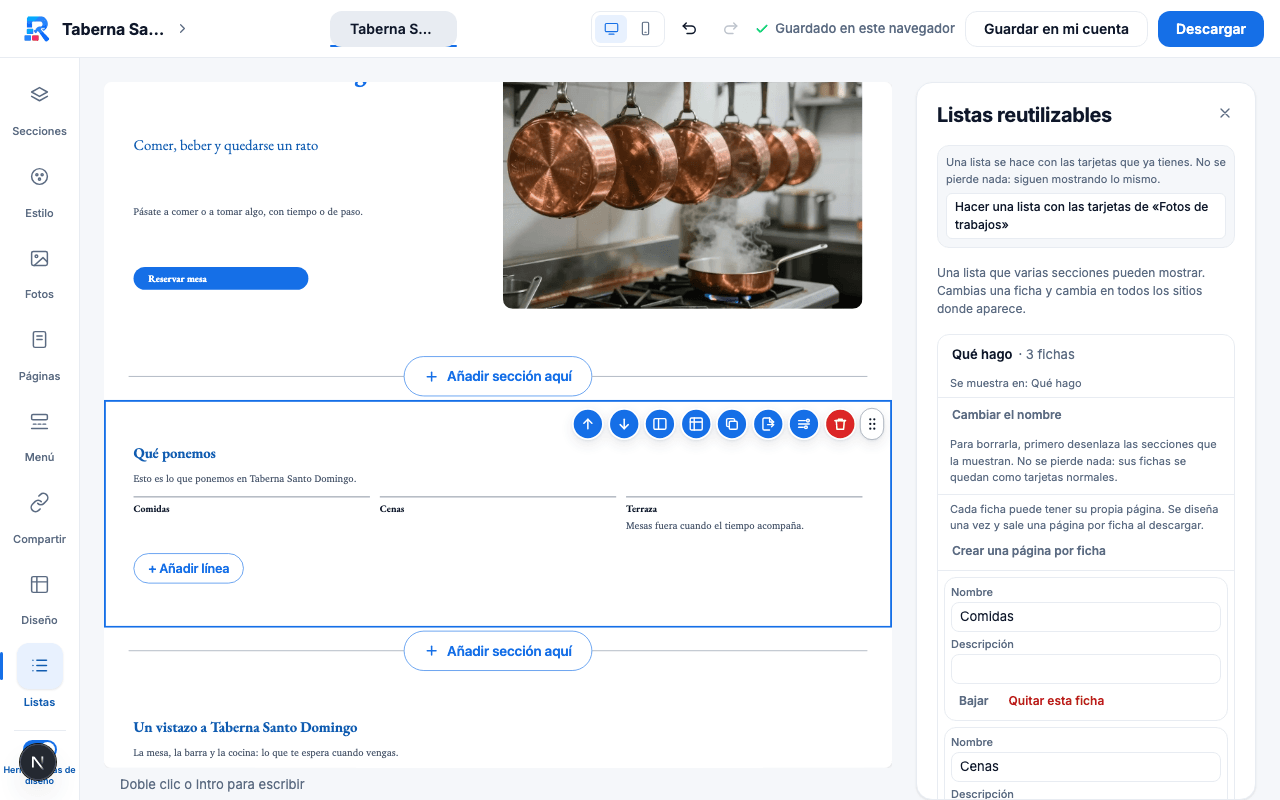 Taberna Sa...
Taberna S...
Guardado en este navegador
Guardar en mi cuenta
Descargar
Secciones
Estilo
Fotos
Páginas
Menú
Compartir
Diseño
Listas
N
diseño
Comer, beber y quedarse un rato
Pásate a comer o a tomar algo, con tiempo o de paso.
Reservar mesa
+ Añadir sección aquí
Qué ponemos
Esto es lo que ponemos en Taberna Santo Domingo.
Comidas
Cenas
Terraza
Mesas fuera cuando el tiempo acompaña.
+ Añadir línea
+ Añadir sección aquí
Un vistazo a Taberna Santo Domingo
La mesa, la barra y la cocina: lo que te espera cuando vengas.
Doble clic o Intro para escribir
Listas reutilizables
Una lista se hace con las tarjetas que ya tienes. No se
pierde nada: siguen mostrando lo mismo.
Hacer una lista con las tarjetas de «Fotos de
trabajos»
Una lista que varias secciones pueden mostrar.
Cambias una ficha y cambia en todos los sitios
donde aparece.
Qué hago · 3 fichas
Se muestra en: Qué hago
Cambiar el nombre
Para borrarla, primero desenlaza las secciones que
la muestran. No se pierde nada: sus fichas se
quedan como tarjetas normales.
Cada ficha puede tener su propia página. Se diseña
una vez y sale una página por ficha al descargar.
Crear una página por ficha
Nombre
Comidas
Descripción
Bajar
Quitar esta ficha
Nombre
Cenas
Descripción